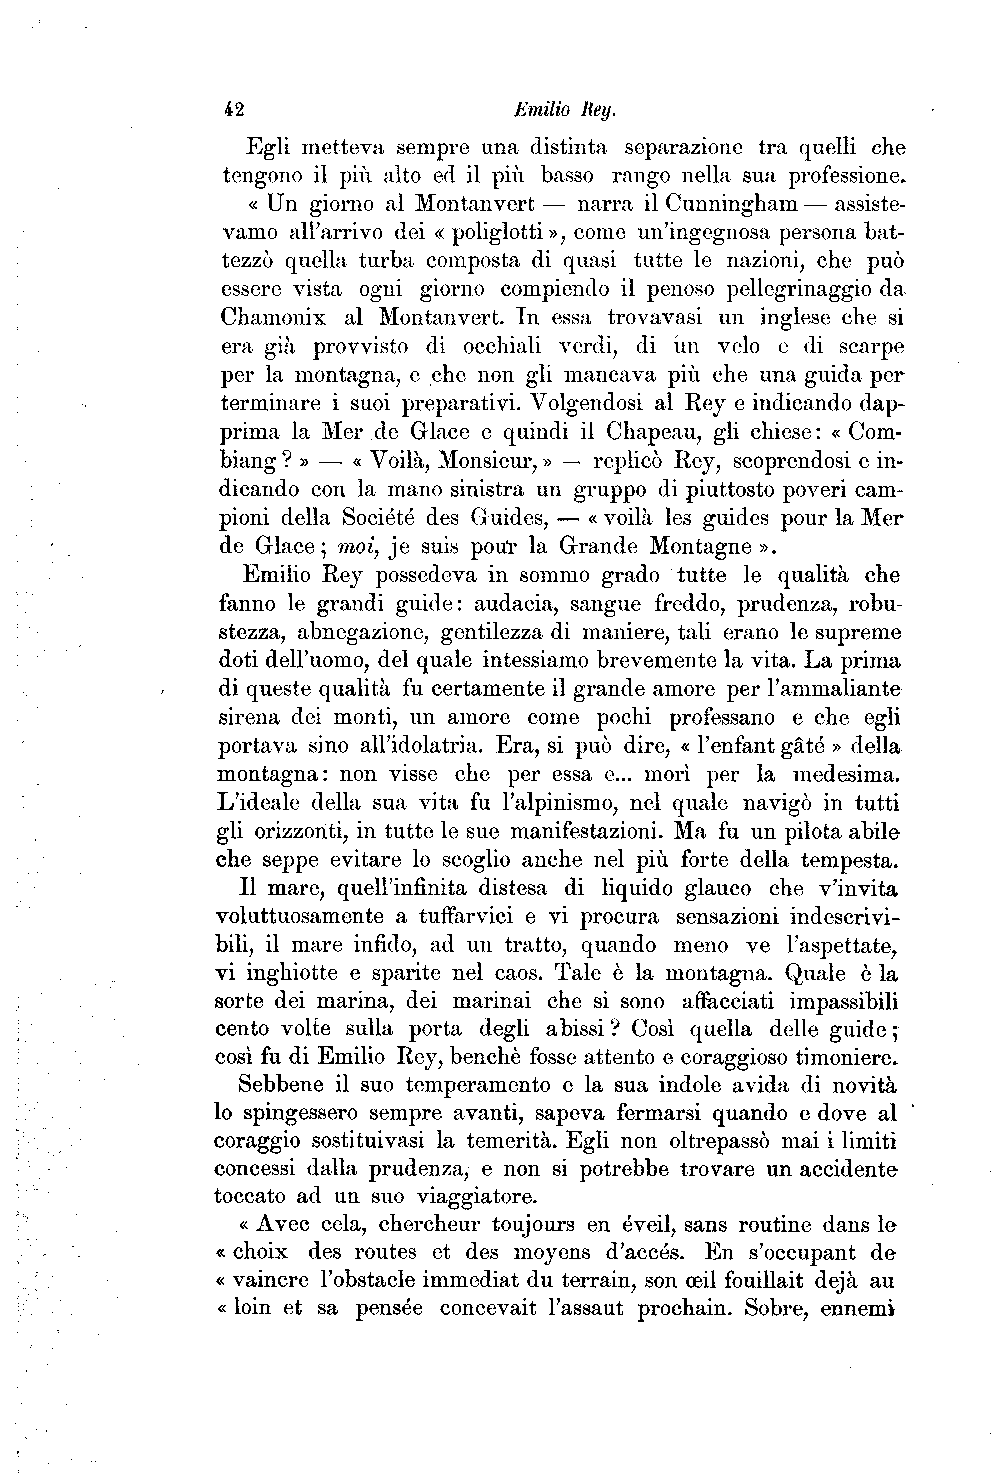 42 Emilio Rey.
Egli metteva sempre una distinta separazione tra quelli che
tengono il più alto ed il più basso rango nella sua professione.
« Un giorno al Montanvert — narra il Cunningham — assiste-
vamo all'arrivo dei « poliglotti », come un'ingegnosa persona bat-
tezzò quella turba composta di quasi tutte le nazioni, che può
essere vista ogni giorno compiendo il penoso pellegrinaggio da
Chamonix al Montanvert. In essa trovavasi un inglese che si
era già provvisto di occhiali verdi, di un velo e di scarpe
per la montagna, e che non gli mancava più che una guida per
terminare i suoi preparativi. Volgendosi al Rey e indicando dap-
prima la Mer de Glace e quindi il Chapeau, gli chiese: « Com-
biang ? » — « Voilà, Monsieur, » — replicò Rey, scoprendosi e in-
dicando con la mano sinistra un gruppo di piuttosto poveri cam-
pioni della Société des Guides, — « voilà les guides pour la Mer
de Glace ; moi, je suis pour la Grande Montagne ».
Emilio Rey possedeva in sommo grado tutte le qualità che
fanno le grandi guide: audacia, sangue freddo, prudenza, robu-
stezza, abnegazione, gentilezza di maniere, tali erano le supreme
doti dell'uomo, del quale intessiamo brevemente la vita. La prima
di queste qualità fu certamente il grande amore per l'ammaliante
sirena dei monti, un amore come pochi professano e che egli
portava sino all'idolatria. Era, si può dire, « l'enfant gâté » della
montagna: non visse che per essa e... morì per la medesima.
L'ideale della sua vita fu l'alpinismo, nel quale navigò in tutti
gli orizzonti, in tutte le sue manifestazioni. Ma fu un pilota abile
che seppe evitare lo scoglio anche nel più forte della tempesta.
Il mare, quell'infinita distesa di liquido glauco che v'invita
voluttuosamente a tuffarvici e vi procura sensazioni indescrivi-
bili, il mare infido, ad un tratto, quando meno ve l'aspettate,
vi inghiotte e sparite nel caos. Tale è la montagna. Quale è la
sorte dei marina, dei marinai che si sono affacciati impassibili
cento volte sulla porta degli abissi ? Così quella delle guide ;
così fu di Emilio Rey, benchè fosse attento e coraggioso timoniere.
Sebbene il suo temperamento e la sua indole avida di novità
lo spingessero sempre avanti, sapeva fermarsi quando e dove al
coraggio sostituivasi la temerità. Egli non oltrepassò mai i limiti
concessi dalla prudenza, e non si potrebbe trovare un accidente
toccato ad un suo viaggiatore.
« Avec cela, chercheur toujours en éveil, sans routine dans le
« choix des routes et des moyens d'accés. En s'occupant de
« vaincre l'obstacle immediat du terrain, son œil fouillait dejà au
« loin et sa pensée concevait l'assaut prochain. Sobre, ennemi